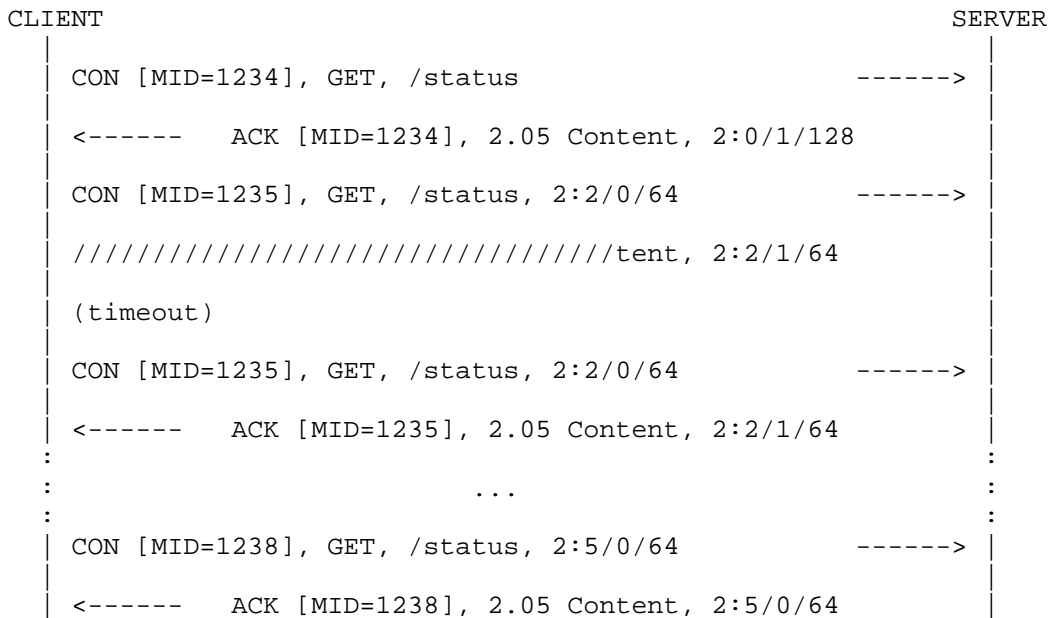 CLIENT SERVER
CON [MID=1234], GET, /status ------>
<------ ACK [MID=1234], 2.05 Content, 2:0/1/128
CON [MID=1235], GET, /status, 2:2/0/64 ------>
//////////////////////////////////tent, 2:2/1/64
(timeout)
CON [MID=1235], GET, /status, 2:2/0/64 ------>
<------ ACK [MID=1235], 2.05 Content, 2:2/1/64
...
CON [MID=1238], GET, /status, 2:5/0/64 ------>
<------ ACK [MID=1238], 2.05 Content, 2:5/0/64